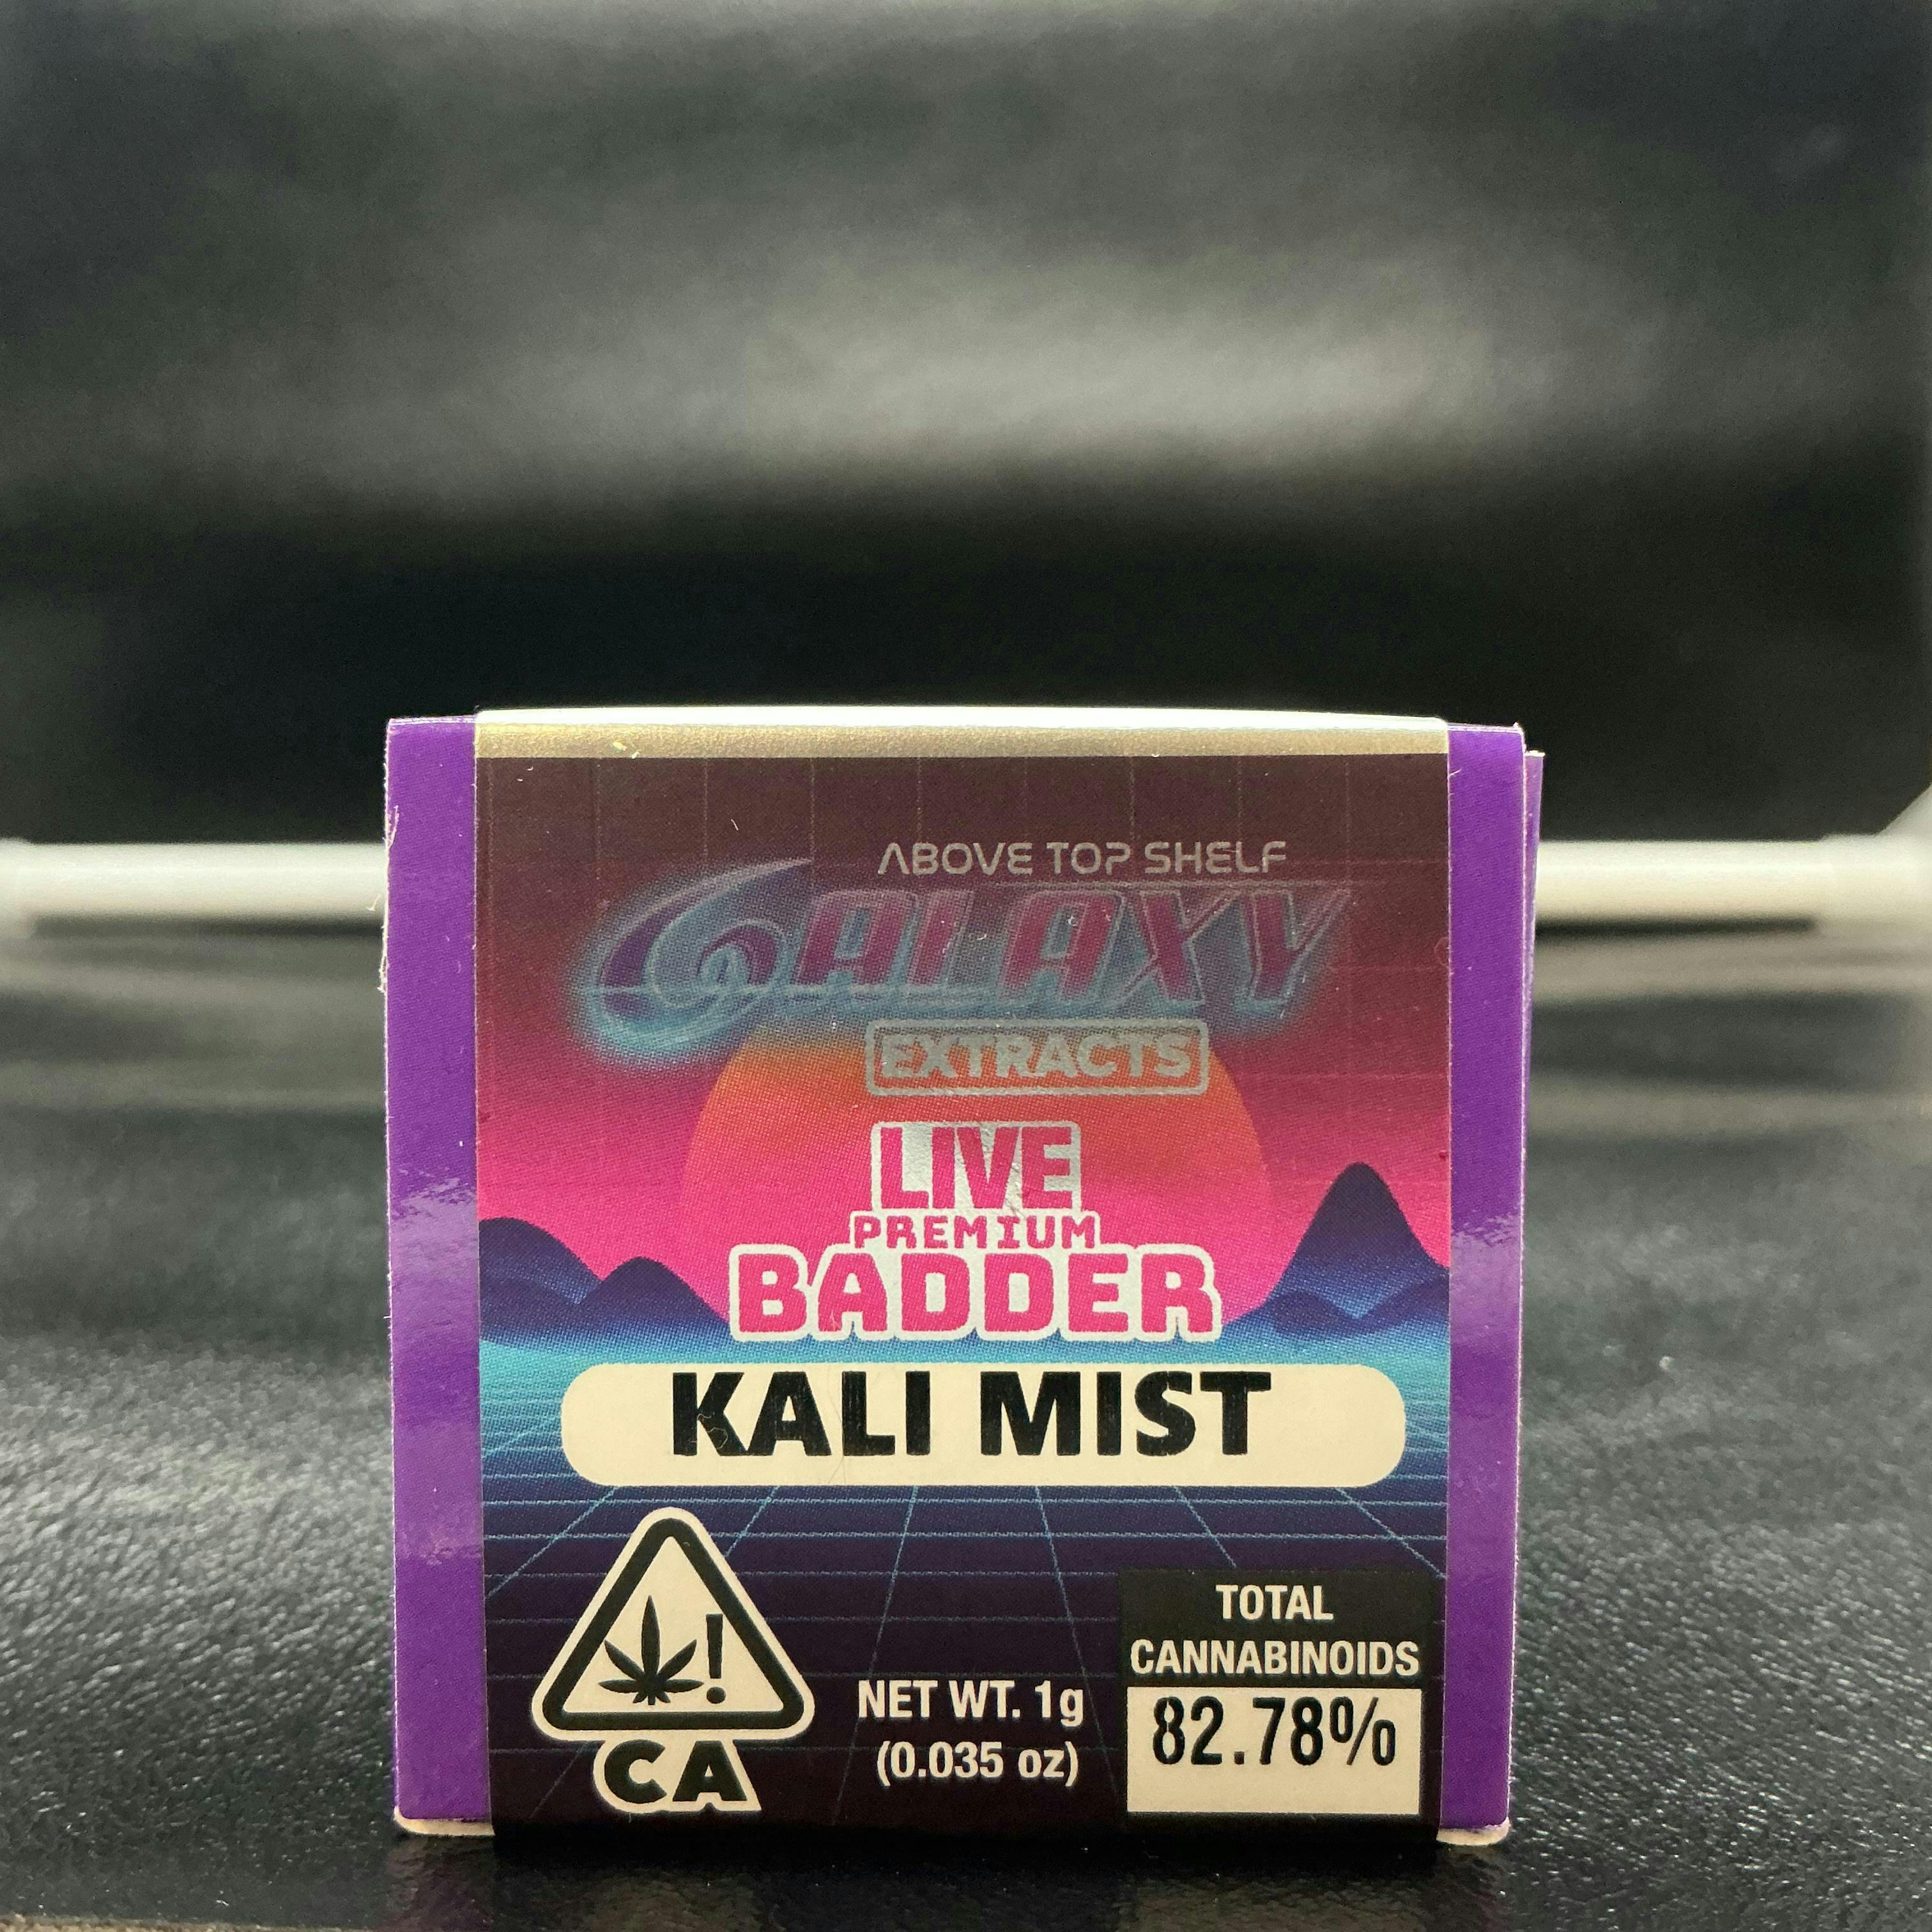 ABOVE TOP SHELF
GALAXY
EXTRACTS
LIVE
PREMIUM
BADDER
KALI MIST
!
CA
NET WT. 1g
(0.035 oz)
TOTAL
CANNABINOIDS
82.78%